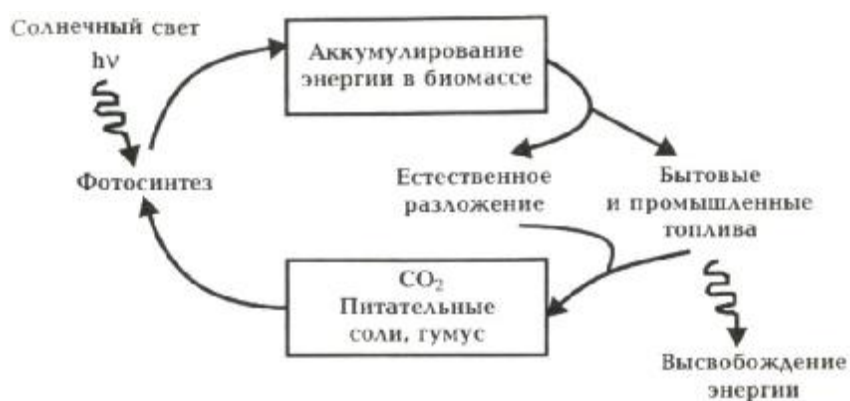 Солнечный свет
hν
Аккумулирование
энергии в биомассе
Фотосинтез
Естественное
разложение
Бытовые
и промышленные
топлива
CO₂
Питательные
соли, гумус
Высвобождение
энергии